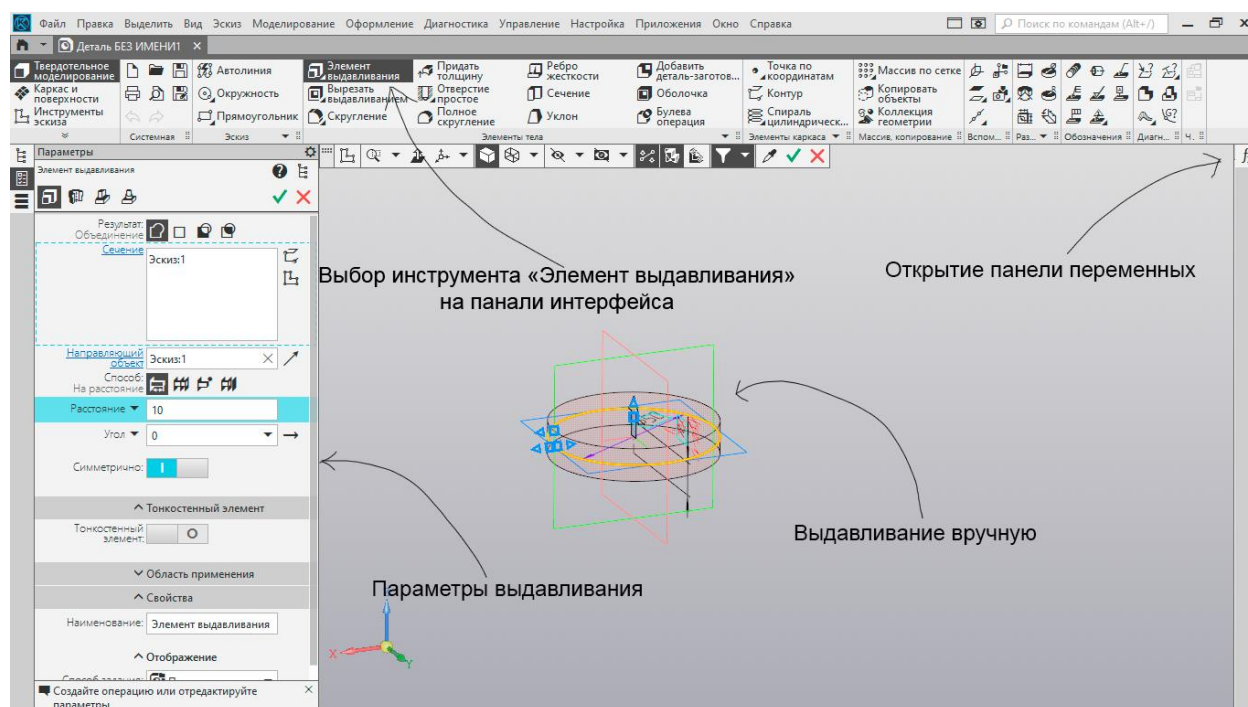 Файл Правка Выделить Вид Эскиз Моделирование Оформление Диагностика Управление Настройка Приложения Окно Справка
Поиск по командам (Alt+/)
Деталь БЕЗ ИМЕНИ1
Твердотельное моделирование
Каркас и поверхности
Инструменты эскиза
Системная
Автолиния
Окружность
Прямоугольник
Эскиз
Элемент выдавливания
Вырезать выдавливанием
Скругление
Придать толщину
Отверстие простое
Полное скругление
Ребро жесткости
Сечение
Уклон
Добавить деталь-заготов...
Оболочка
Булева операция
Элементы тела
Точка по координатам
Контур
Спираль цилиндрическ...
Элементы каркаса
Массив по сетке
Копировать объекты
Коллекция геометрии
Массив, копирование
Вспом...
Раз...
Обозначения
Диагн...
Ч...
Параметры
Элемент выдавливания
Результат:
Объединение
Сечение
Эскиз:1
Направляющий объект
Эскиз:1
Способ:
На расстояние
Расстояние
10
Угол
0
Симметрично:
Тонкостенный элемент
Тонкостенный элемент:
Область применения
Свойства
Наименование:
Элемент выдавливания
Отображение
Создайте операцию или отредактируйте
параметры
Выбор инструмента «Элемент выдавливания»
на панали интерфейса
Открытие панели переменных
Выдавливание вручную
Параметры выдавливания
X
Y